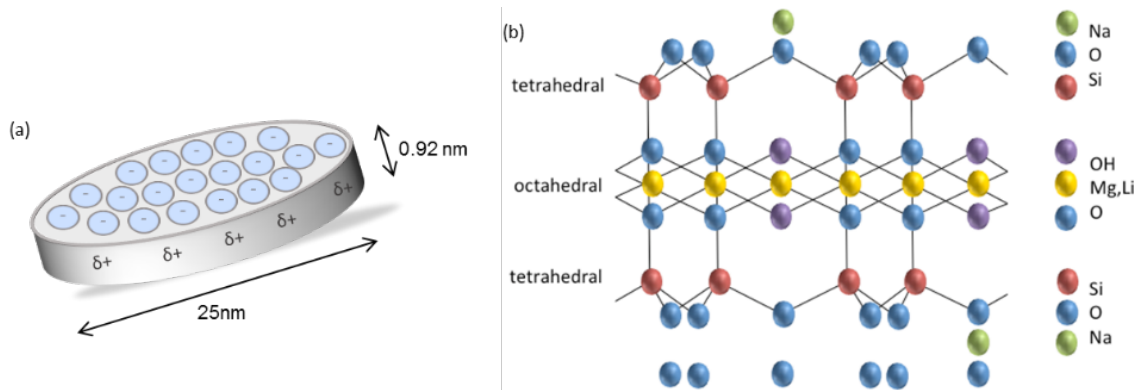 (a)
- - - - - -
- - - - - - -
- - - - - - -
δ+ δ+ δ+ δ+ δ+
0.92 nm
25nm
(b)
tetrahedral
octahedral
tetrahedral
Na
O
Si
OH
Mg,Li
O
Si
O
Na